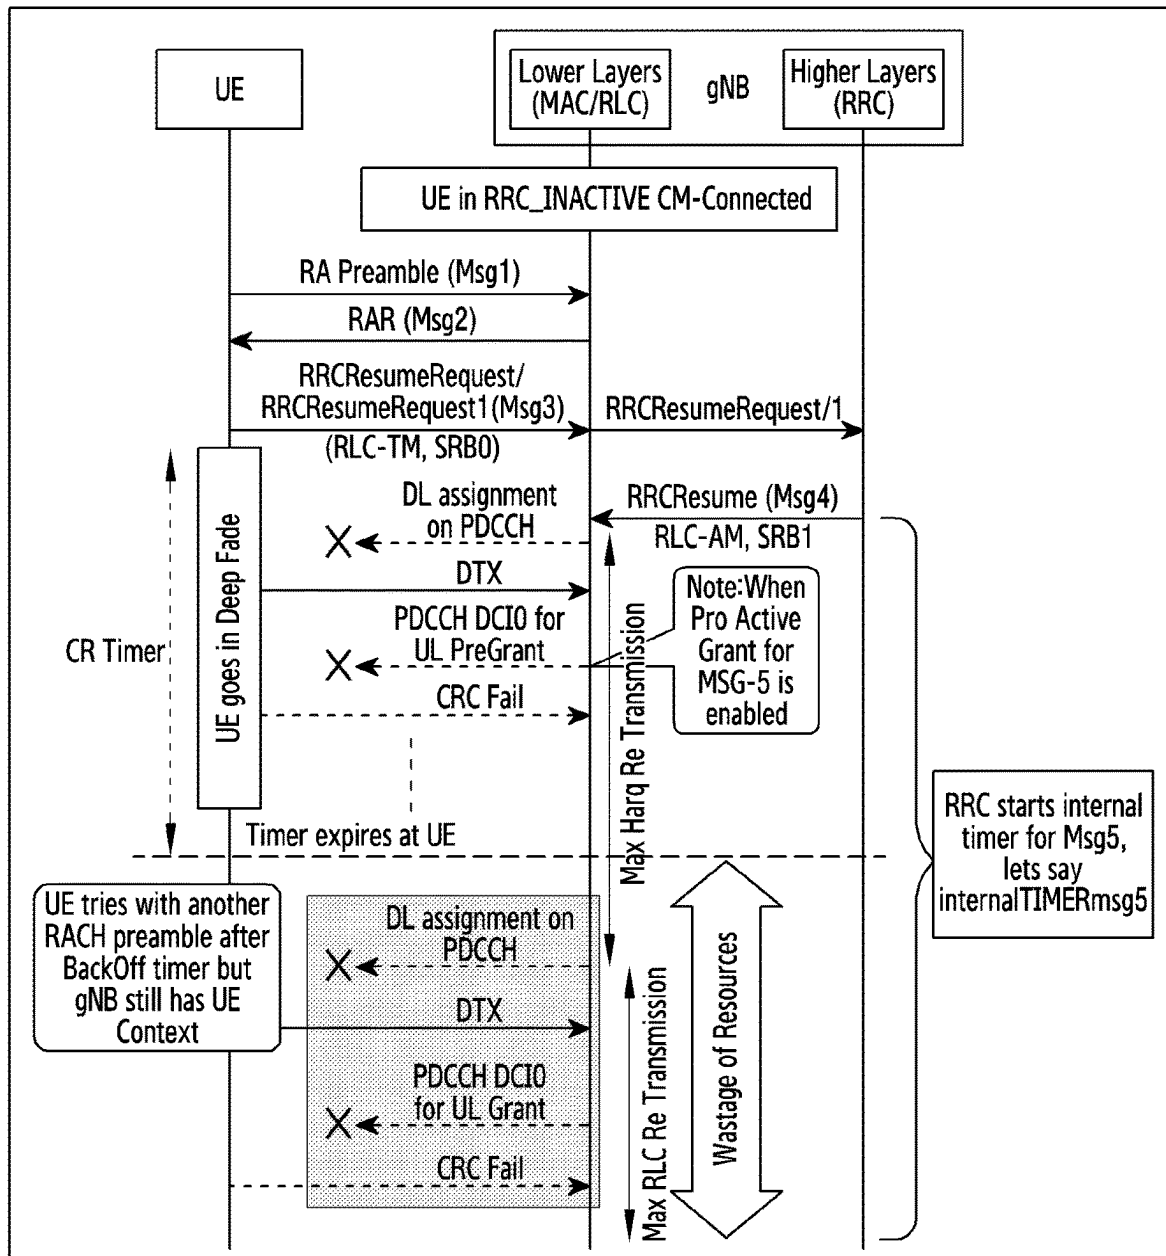 UE
Lower Layers
(MAC/RLC)
gNB
Higher Layers
(RRC)
UE in RRC_INACTIVE CM-Connected
RA Preamble (Msg1)
RAR (Msg2)
RRCResumeRequest/
RRCResumeRequest1(Msg3)
(RLC-TM, SRB0)
RRCResumeRequest/1
UE goes in Deep Fade
CR Timer
DL assignment
on PDCCH
RRCResume (Msg4)
RLC-AM, SRB1
DTX
PDCCH DCI0 for
UL PreGrant
CRC Fail
Note:When
Pro Active
Grant for
MSG-5 is
enabled
Max Harq Re Transmission
Timer expires at UE
RRC starts internal
timer for Msg5,
lets say
internalTIMERmsg5
UE tries with another
RACH preamble after
BackOff timer but
gNB still has UE
Context
DL assignment on
PDCCH
DTX
PDCCH DCI0
for UL Grant
CRC Fail
Max RLC Re Transmission
Wastage of Resources